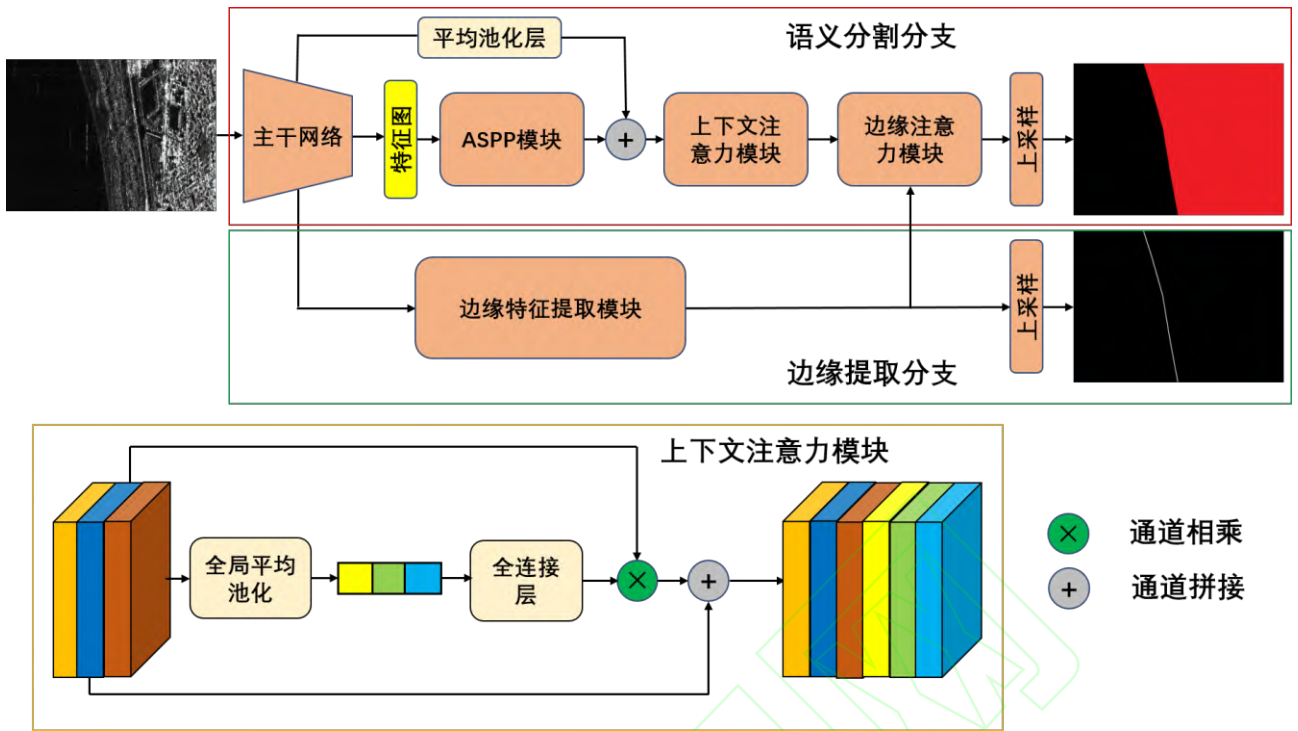 平均池化层
语义分割分支
主干网络
特征图
ASPP模块
+
上下文注
意力模块
边缘注意
力模块
上采样
边缘特征提取模块
上采样
边缘提取分支
上下文注意力模块
全局平均
池化
全连接
层
×
+
× 通道相乘
+ 通道拼接